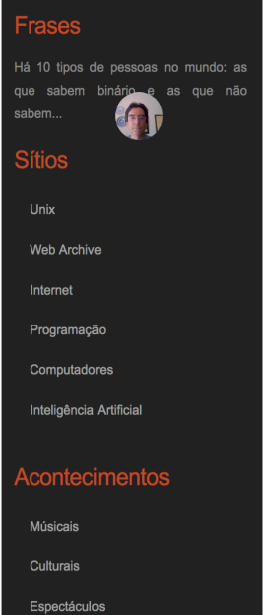 Frases
Há 10 tipos de pessoas no mundo: as
que sabem binário e as que não
sabem...
Sítios
Unix
Web Archive
Internet
Programação
Computadores
Inteligência Artificial
Acontecimentos
Músicais
Culturais
Espectáculos